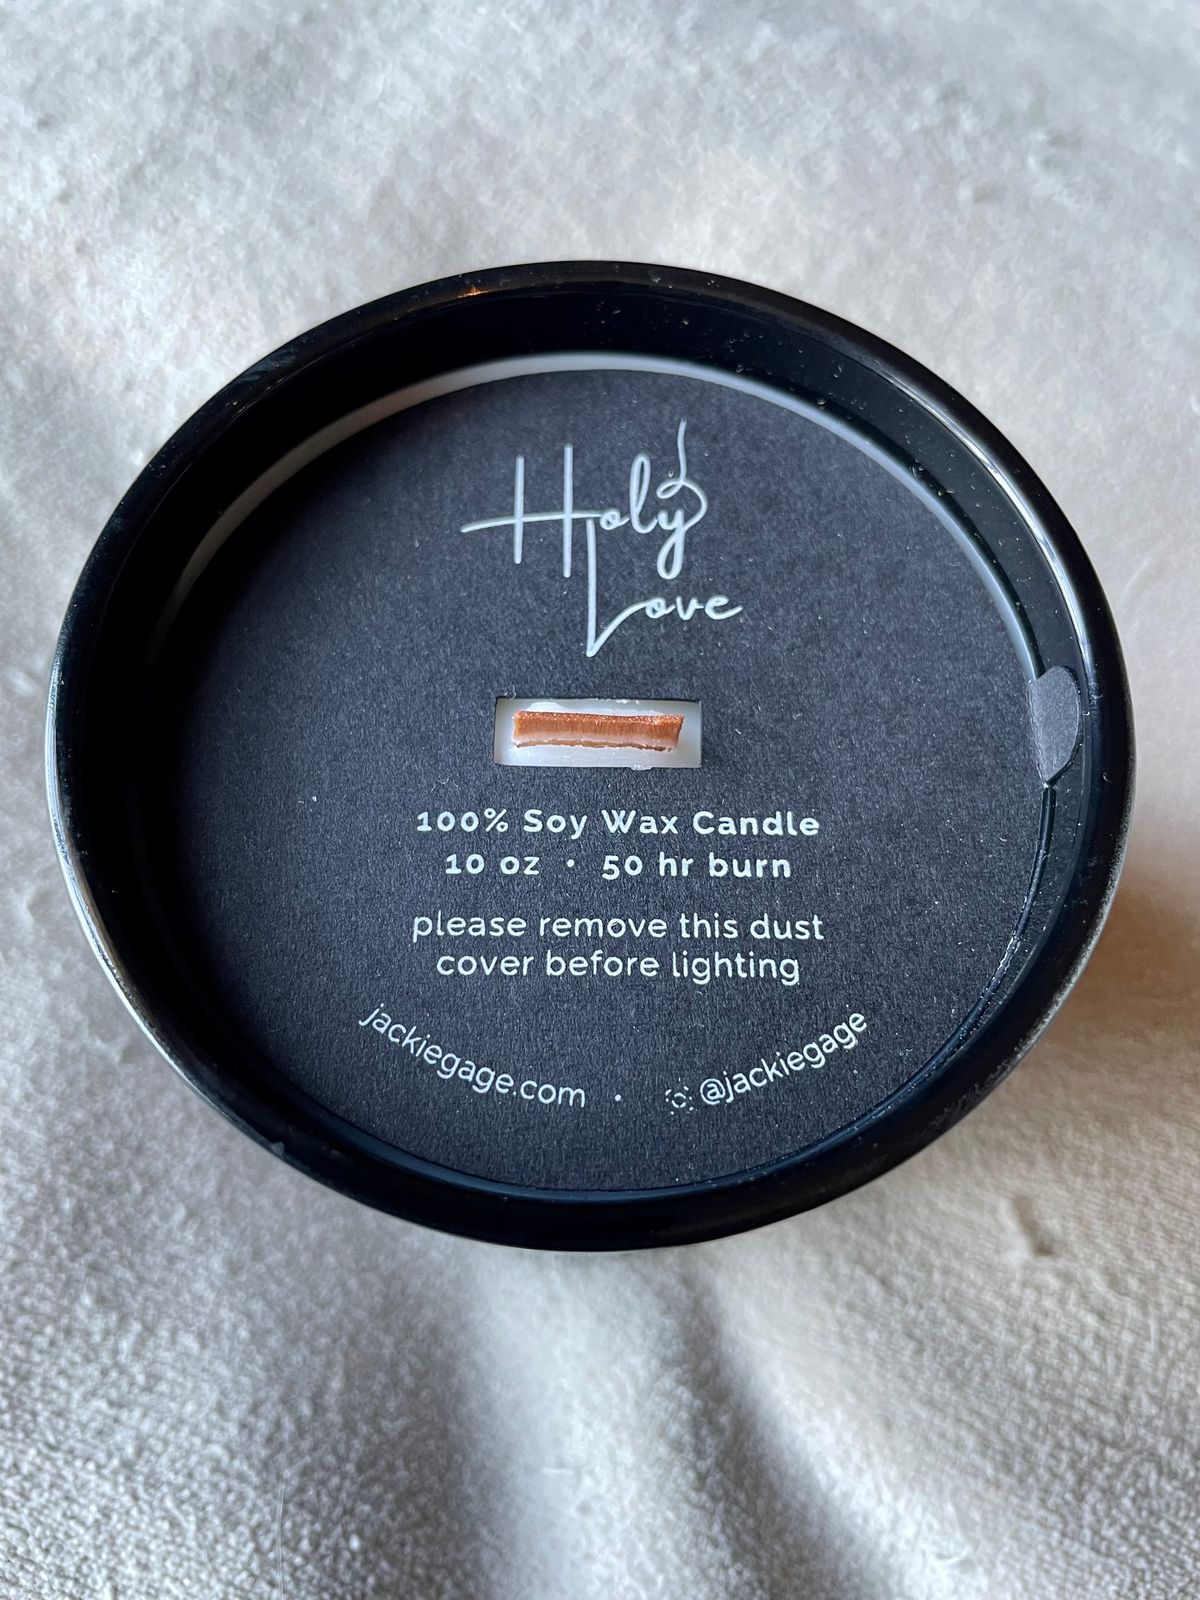 Holy
Love
100% Soy Wax Candle
10 oz • 50 hr burn
please remove this dust
cover before lighting
jackiegage.com • @jackiegage